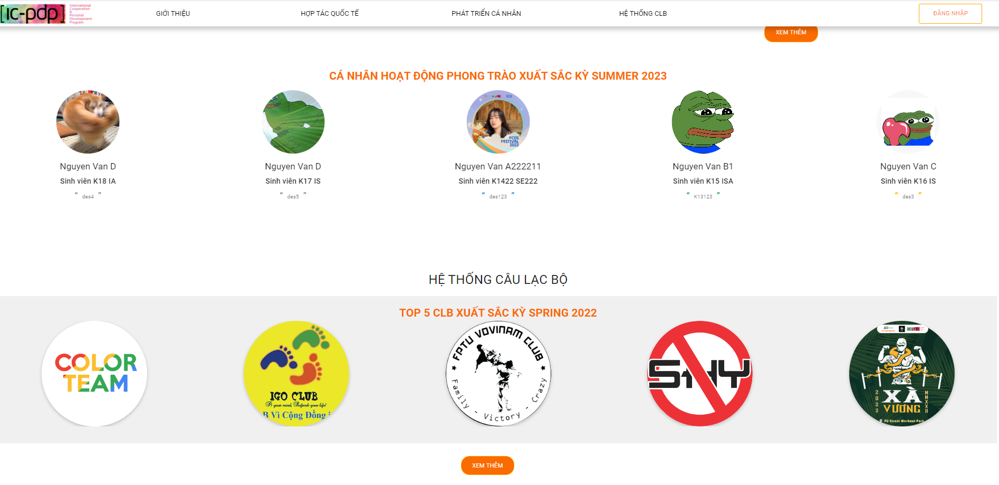 [ic-pdp]
International
Cooperation
&
Personal
Development
Program
GIỚI THIỆU
HỢP TÁC QUỐC TẾ
PHÁT TRIỂN CÁ NHÂN
HỆ THỐNG CLB
ĐĂNG NHẬP
XEM THÊM
CÁ NHÂN HOẠT ĐỘNG PHONG TRÀO XUẤT SẮC KỲ SUMMER 2023
FCDS
FESTIVAL
2022
Nguyen Van D
Sinh viên K18 IA
“ des4 ”
Nguyen Van D
Sinh viên K17 IS
“ des5 ”
Nguyen Van A222211
Sinh viên K1422 SE222
“ des123 ”
Nguyen Van B1
Sinh viên K15 ISA
“ K13123 ”
Nguyen Van C
Sinh viên K16 IS
“ des3 ”
HỆ THỐNG CÂU LẠC BỘ
TOP 5 CLB XUẤT SẮC KỲ SPRING 2022
COLOR
TEAM
IGO CLUB
F5 your mind, Refresh your life!
B Vì Cộng Đồng i
FPTU VOVINAM CLUB
Family - Victory - Crazy
[ic-pdp]
2022
XÀ
VƯƠNG
MMXXII
FU Street Workout Park
XEM THÊM